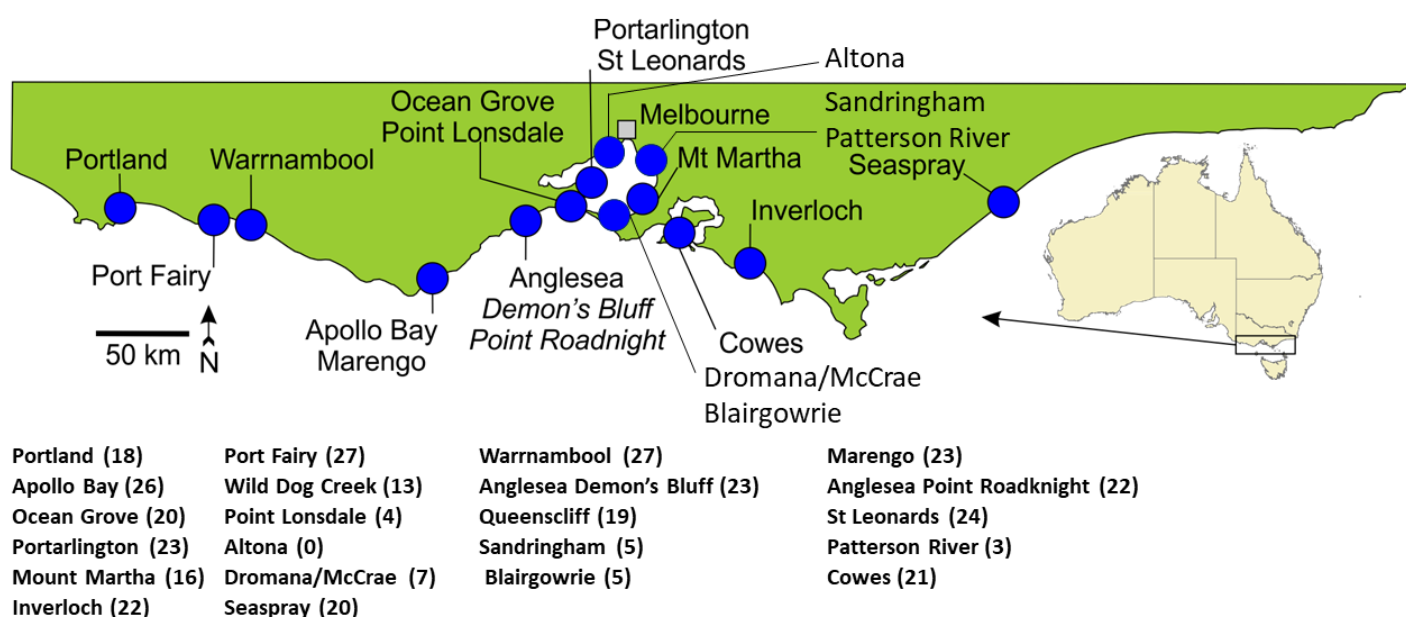 Portarlington
St Leonards
Altona
Ocean Grove
Point Lonsdale
Melbourne
Sandringham
Patterson River
Portland
Warrnambool
Mt Martha
Seaspray
Inverloch
Port Fairy
Anglesea
Demon's Bluff
Point Roadnight
Apollo Bay
Marengo
50 km
N
Cowes
Dromana/McCrae
Blairgowrie
Portland (18) Port Fairy (27) Warrnambool (27) Marengo (23)
Apollo Bay (26) Wild Dog Creek (13) Anglesea Demon's Bluff (23) Anglesea Point Roadknight (22)
Ocean Grove (20) Point Lonsdale (4) Queenscliff (19) St Leonards (24)
Portarlington (23) Altona (0) Sandringham (5) Patterson River (3)
Mount Martha (16) Dromana/McCrae (7) Blairgowrie (5) Cowes (21)
Inverloch (22) Seaspray (20)